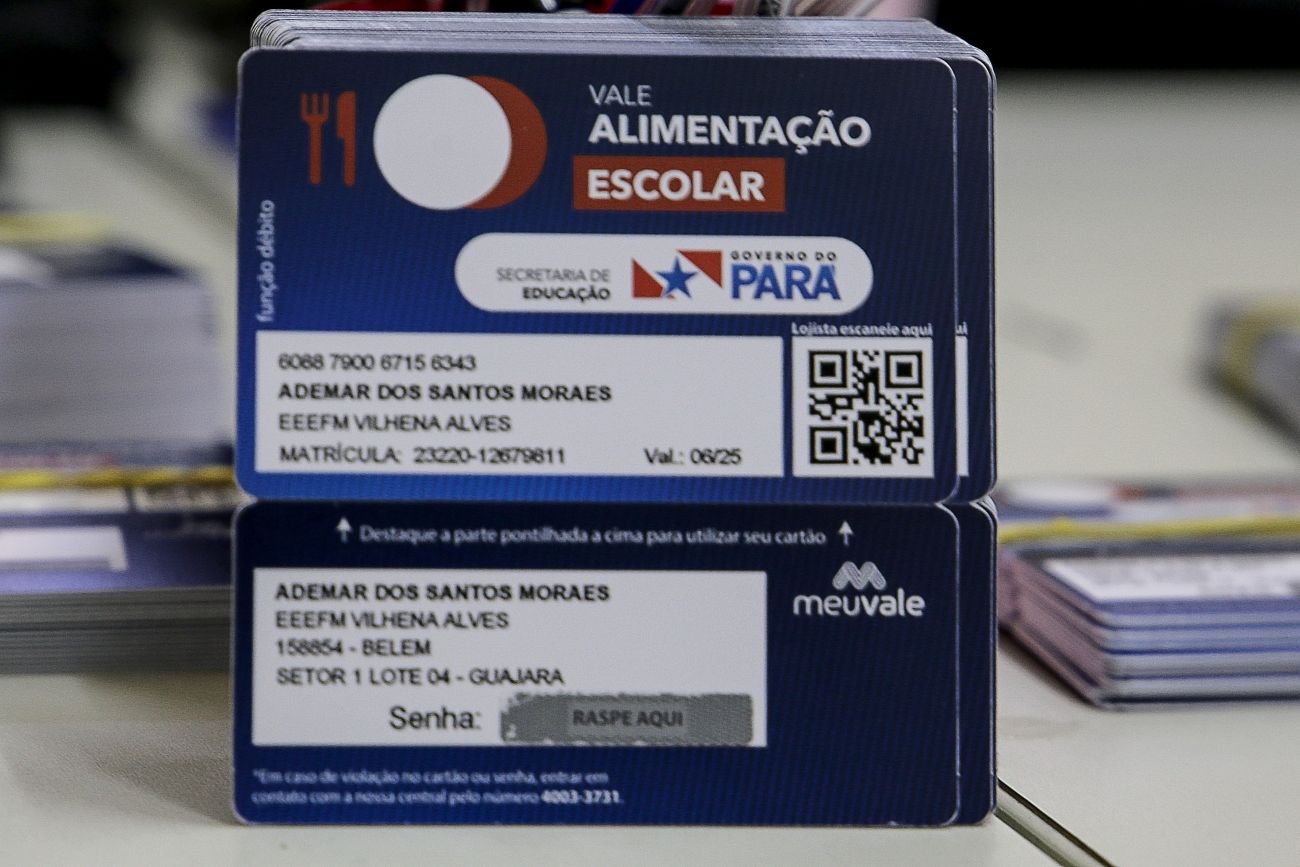 VALE
ALIMENTAÇÃO
ESCOLAR
função débito
SECRETARIA DE
EDUCAÇÃO
GOVERNO DO
PARÁ
Lojista escaneie aqui
ui
6088 7900 6715 6343
ADEMAR DOS SANTOS MORAES
EEEFM VILHENA ALVES
MATRÍCULA: 23220-12679811 Val.: 06/25
Destaque a parte pontilhada a cima para utilizar seu cartão
meuvale
ADEMAR DOS SANTOS MORAES
EEEFM VILHENA ALVES
158854 - BELEM
SETOR 1 LOTE 04 - GUAJARA
Senha: RASPE AQUI
*Em caso de violação no cartão ou senha, entrar em
contato com a nossa central pelo número 4003-3731.